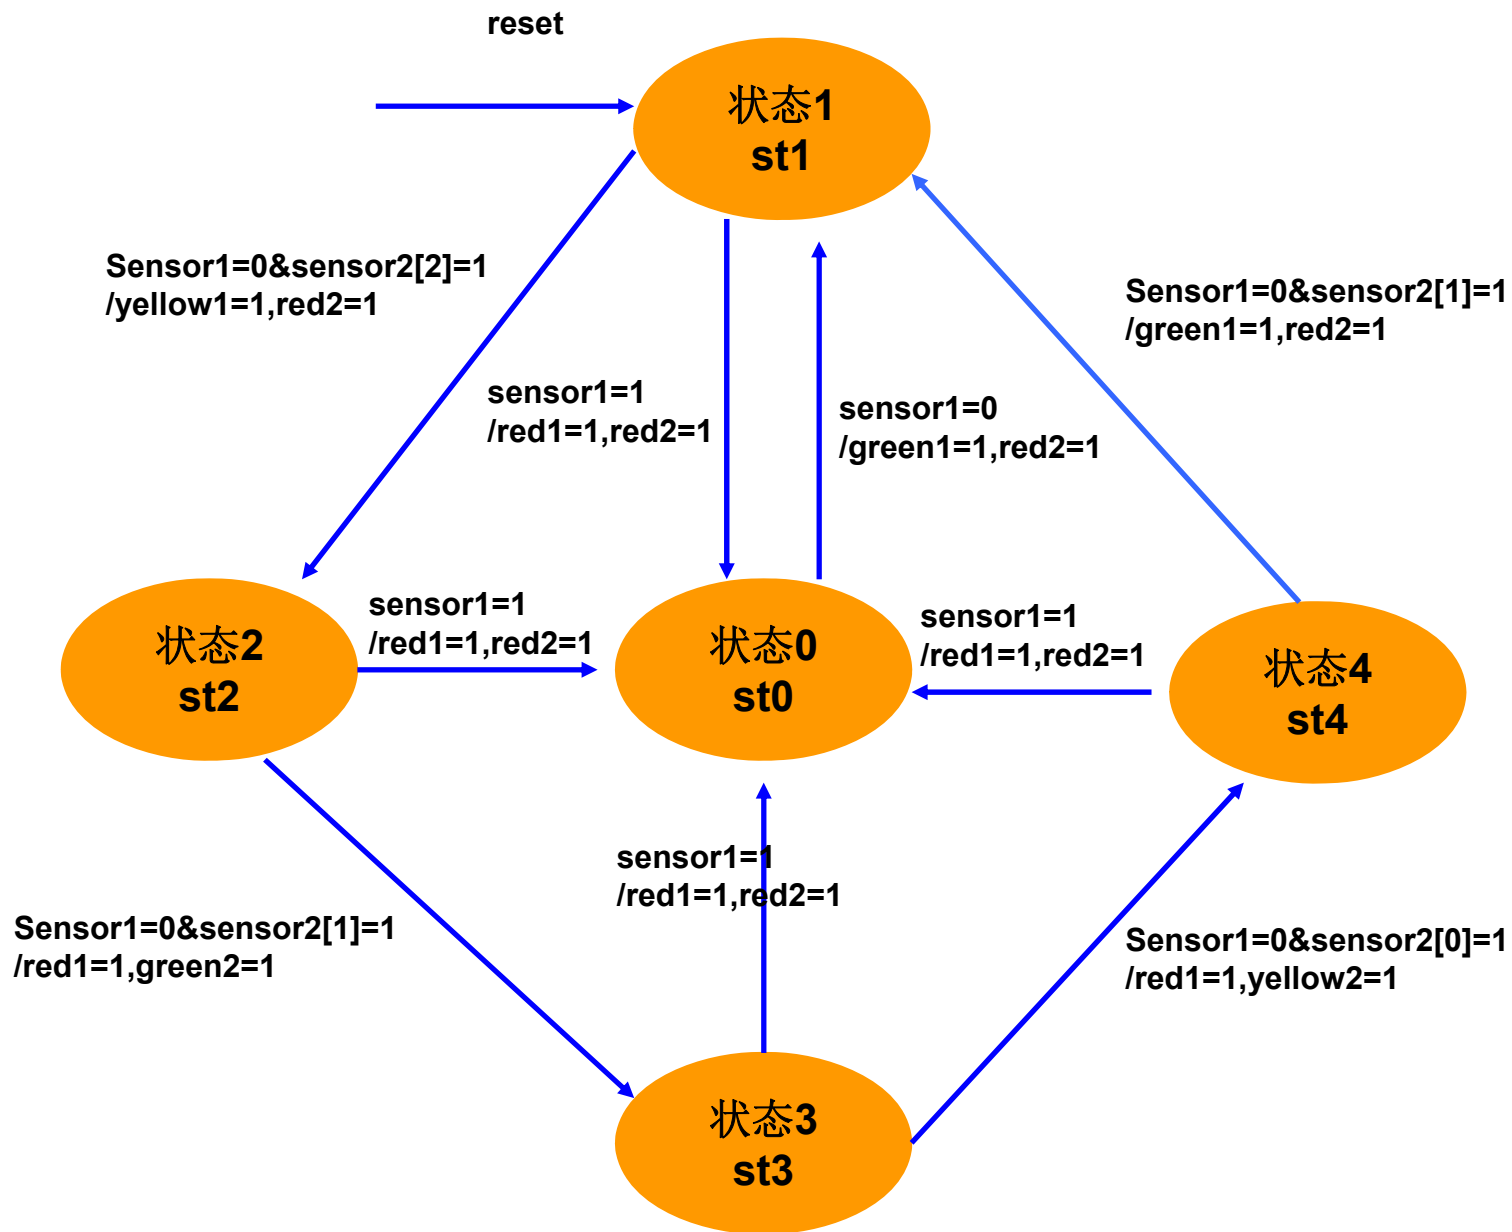 reset
状态1
st1
Sensor1=0&sensor2[2]=1
/yellow1=1,red2=1
Sensor1=0&sensor2[1]=1
/green1=1,red2=1
sensor1=1
/red1=1,red2=1
sensor1=0
/green1=1,red2=1
状态2
st2
sensor1=1
/red1=1,red2=1
状态0
st0
sensor1=1
/red1=1,red2=1
状态4
st4
sensor1=1
/red1=1,red2=1
Sensor1=0&sensor2[1]=1
/red1=1,green2=1
Sensor1=0&sensor2[0]=1
/red1=1,yellow2=1
状态3
st3